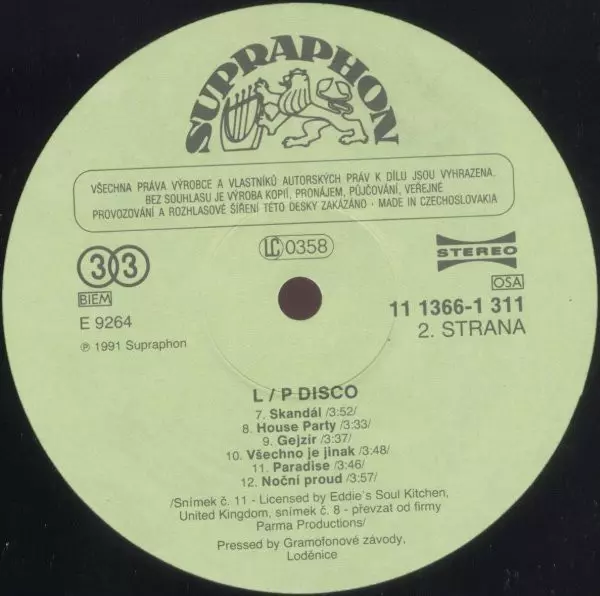 SUPRAPHON
VŠECHNA PRÁVA VÝROBCE A VLASTNÍKŮ AUTORSKÝCH PRÁV K DÍLU JSOU VYHRAZENA.
BEZ SOUHLASU JE VÝROBA KOPIÍ, PRONÁJEM, PŮJČOVÁNÍ, VEŘEJNÉ
PROVOZOVÁNÍ A ROZHLASOVÉ ŠÍŘENÍ TÉTO DESKY ZAKÁZÁNO · MADE IN CZECHOSLOVAKIA
LC 0358
33
STEREO
BIEM
OSA
E 9264
11 1366-1 311
℗ 1991 Supraphon
2. STRANA
L / P DISCO
7. Skandál /3:52/
8. House Party /3:33/
9. Gejzír /3:37/
10. Všechno je jinak /3:48/
11. Paradise /3:46/
12. Noční proud /3:57/
/Snímek č. 11 - Licensed by Eddie´s Soul Kitchen,
United Kingdom, snímek č. 8 - převzat od firmy
Parma Productions/
Pressed by Gramofonové závody,
Loděnice